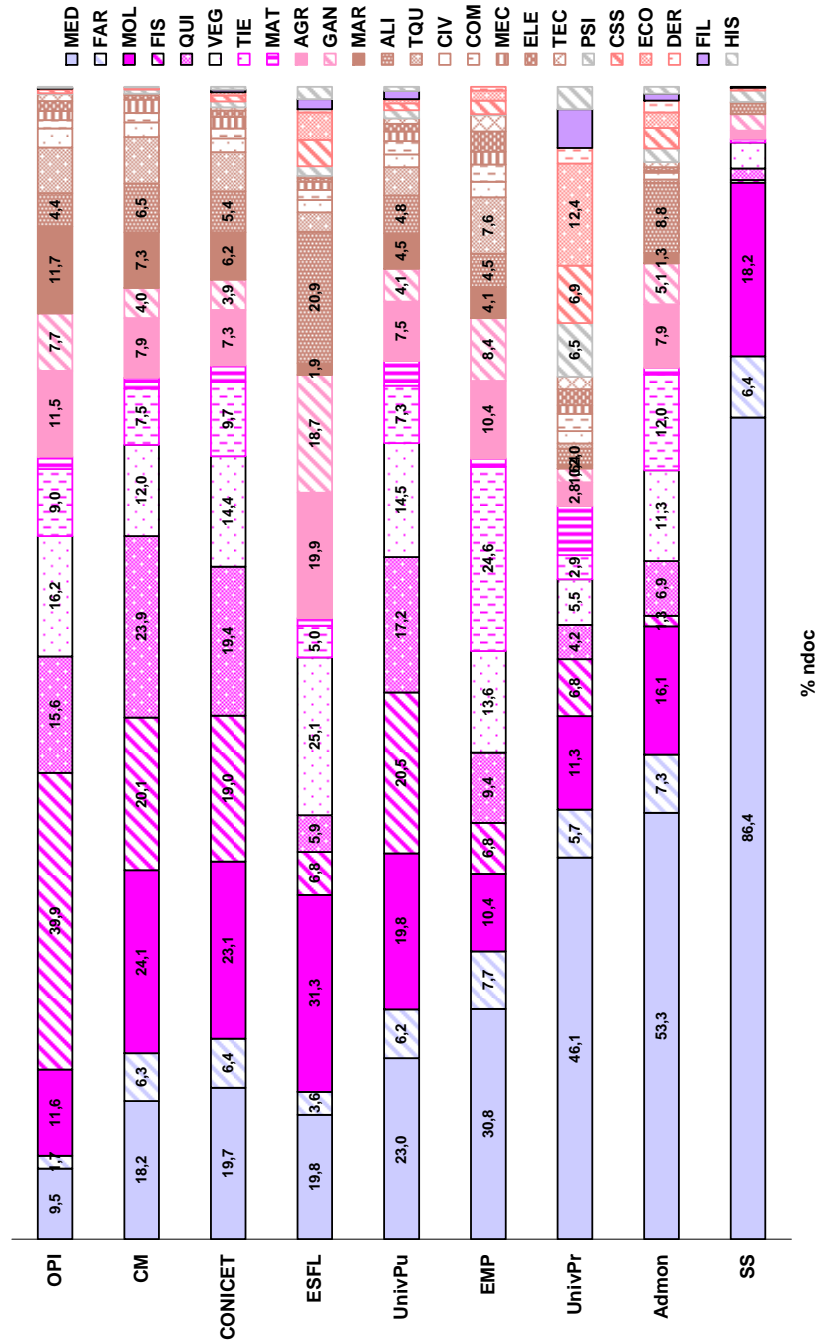 OPI 9,5 1,7 11,6 39,9 15,6 16,2 9,0 11,5 7,7 11,7 4,4
CM 18,2 6,3 24,1 20,1 23,9 12,0 7,5 7,9 4,0 7,3 6,5
CONICET 19,7 6,4 23,1 19,0 19,4 14,4 9,7 7,3 3,9 6,2 5,4
ESFL 19,8 3,6 31,3 6,8 5,9 25,1 5,0 19,9 18,7 1,9 20,9
UnivPu 23,0 6,2 19,8 20,5 17,2 14,5 7,3 7,5 4,1 4,5 4,8
EMP 30,8 7,7 10,4 6,8 9,4 13,6 24,6 10,4 8,4 4,1 4,5 7,6
UnivPr 46,1 5,7 11,3 6,8 4,2 5,5 2,9 2,8 6,5 6,9 12,4
Admon 53,3 7,3 16,1 1,3 6,9 11,3 12,0 7,9 5,1 1,3 8,8
SS 86,4 6,4 18,2
% ndoc
MED
FAR
MOL
FIS
QUI
VEG
TIE
MAT
AGR
GAN
MAR
ALI
TQU
CIV
COM
MEC
ELE
TEC
PSI
CSS
ECO
DER
FIL
HIS